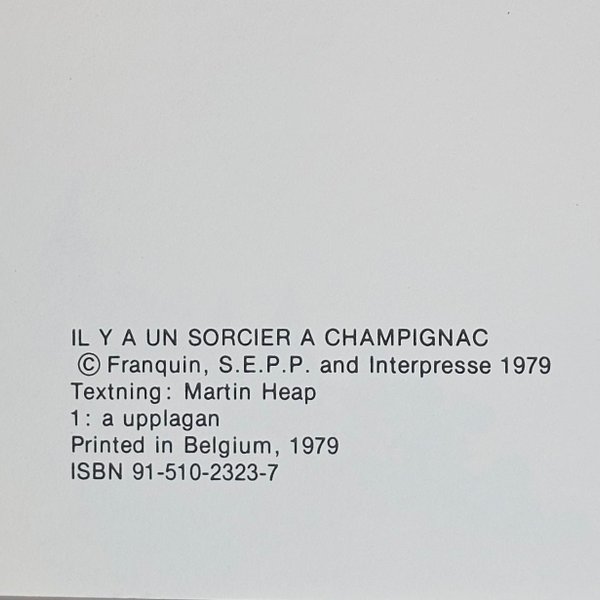 IL Y A UN SORCIER A CHAMPIGNAC
© Franquin, S.E.P.P. and Interpresse 1979
Textning: Martin Heap
1: a upplagan
Printed in Belgium, 1979
ISBN 91-510-2323-7